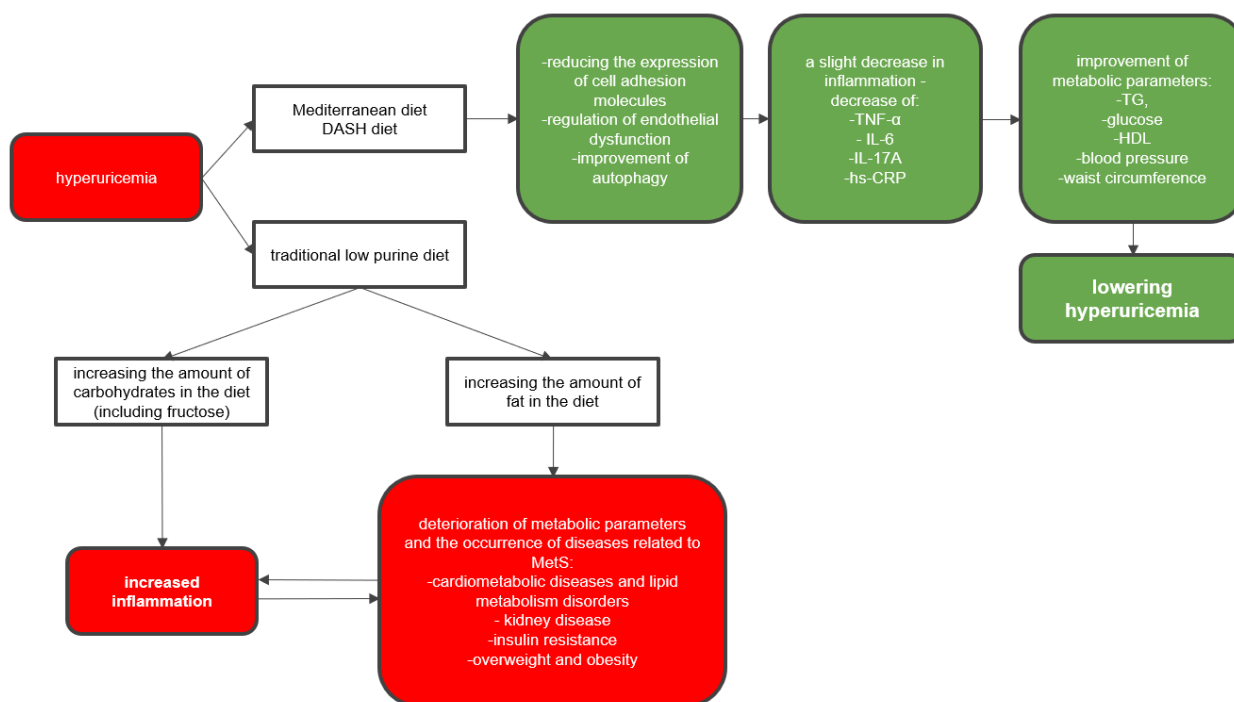 hyperuricemia
Mediterranean diet
DASH diet
-reducing the expression
of cell adhesion
molecules
-regulation of endothelial
dysfunction
-improvement of
autophagy
a slight decrease in
inflammation -
decrease of:
-TNF-α
- IL-6
-IL-17A
-hs-CRP
improvement of
metabolic parameters:
-TG,
-glucose
-HDL
-blood pressure
-waist circumference
lowering
hyperuricemia
traditional low purine diet
increasing the amount of
carbohydrates in the diet
(including fructose)
increasing the amount of
fat in the diet
increased
inflammation
deterioration of metabolic parameters
and the occurrence of diseases related to
MetS:
-cardiometabolic diseases and lipid
metabolism disorders
- kidney disease
-insulin resistance
-overweight and obesity